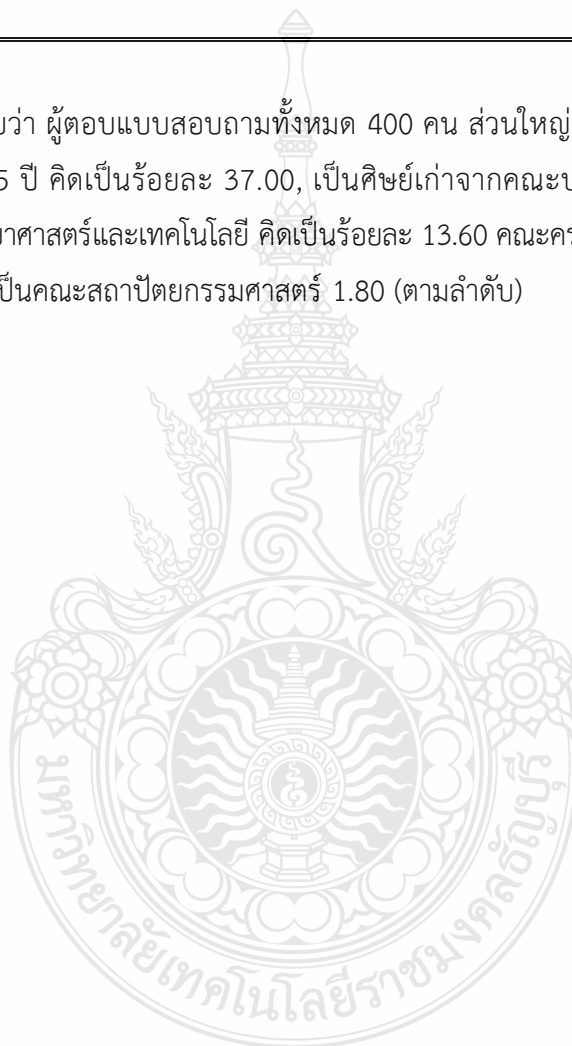 ว่า ผู้ตอบแบบสอบถามทั้งหมด 400 คน ส่วนใหญ่
5 ปี คิดเป็นร้อยละ 37.00, เป็นศิษย์เก่าจากคณะบ
าศาสตร์และเทคโนโลยี คิดเป็นร้อยละ 13.60 คณะคร
เป็นคณะสถาปัตยกรรมศาสตร์ 1.80 (ตามลำดับ)
มหาวิทยาลัยเทคโนโลยีราชมงคลธัญบุรี